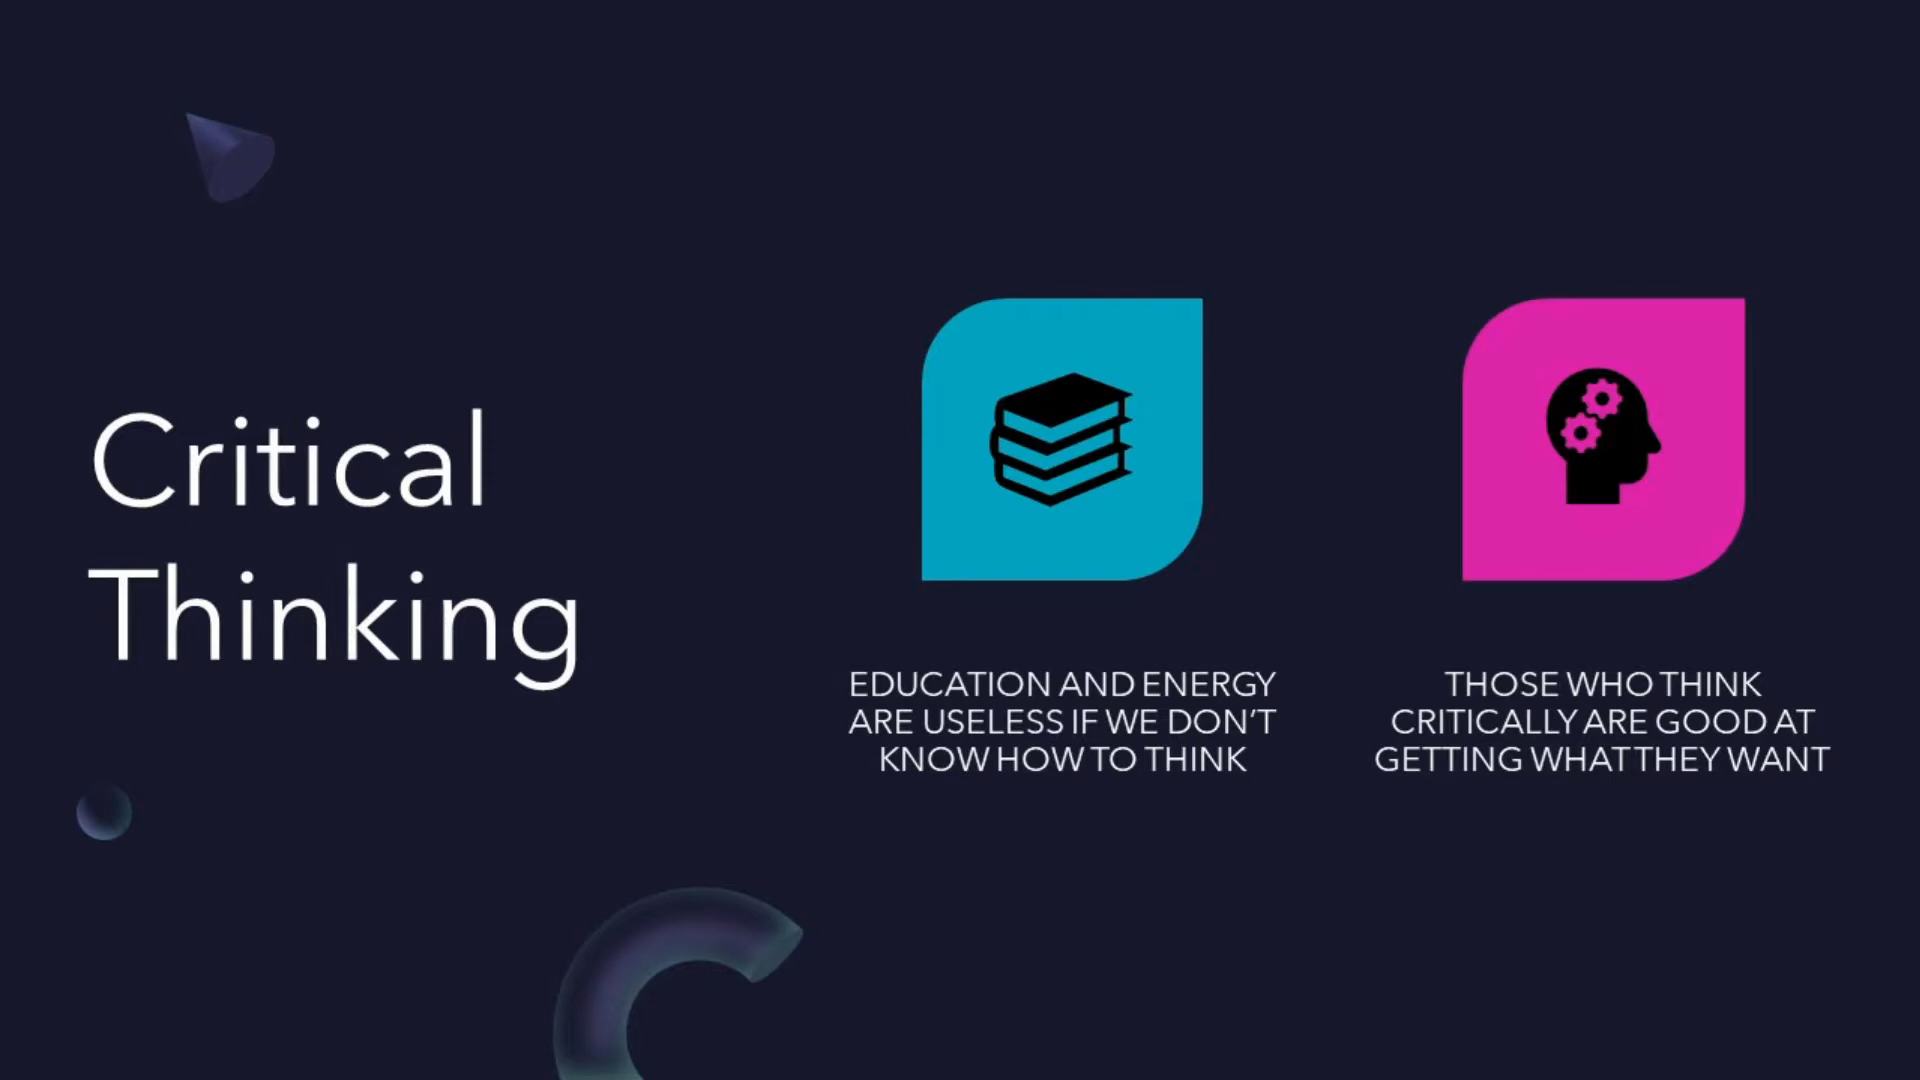 Critical
Thinking
EDUCATION AND ENERGY
ARE USELESS IF WE DON’T
KNOW HOW TO THINK
THOSE WHO THINK
CRITICALLY ARE GOOD AT
GETTING WHAT THEY WANT